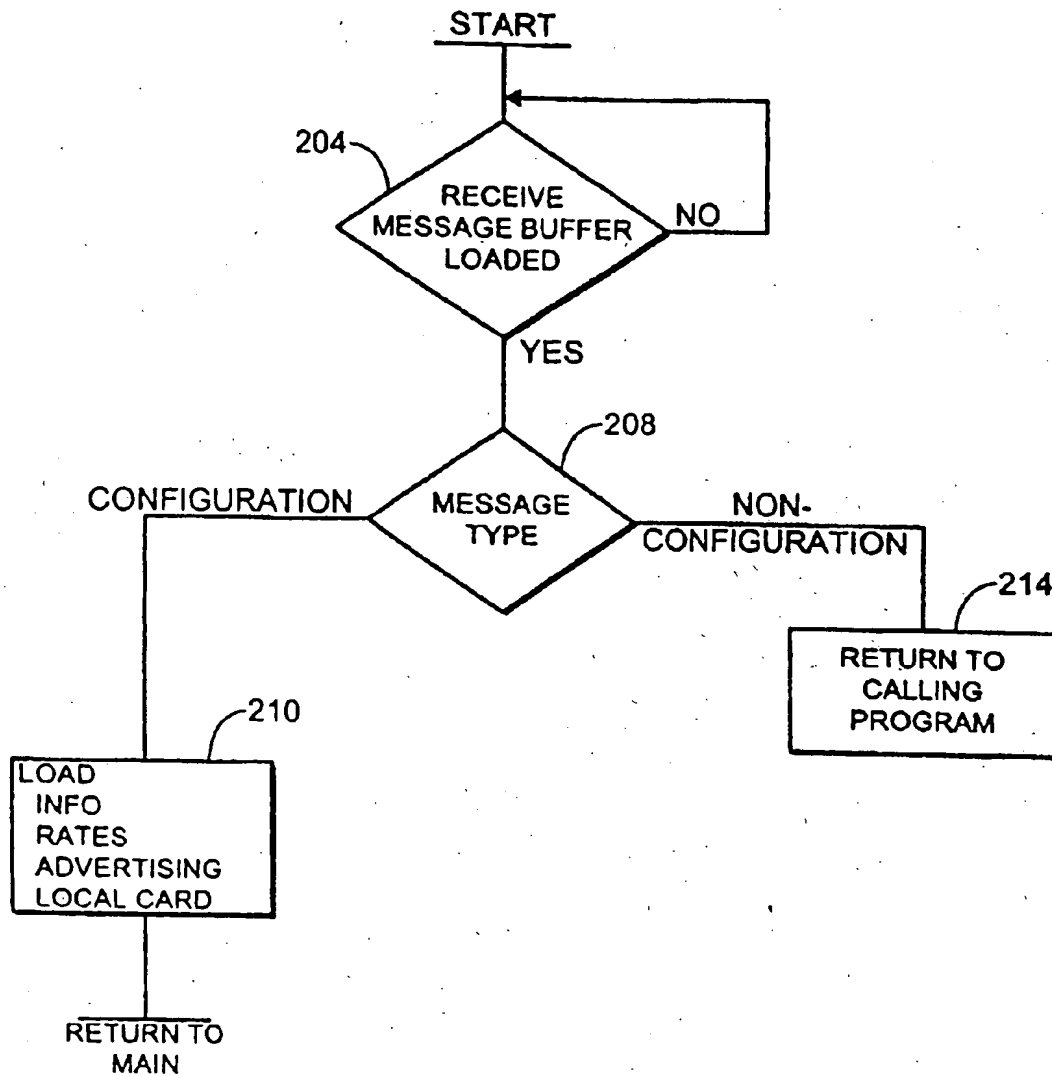 START
204
RECEIVE
MESSAGE BUFFER
LOADED
NO
YES
208
CONFIGURATION
MESSAGE
TYPE
NON-
CONFIGURATION
214
RETURN TO
CALLING
PROGRAM
210
LOAD
INFO
RATES
ADVERTISING
LOCAL CARD
RETURN TO
MAIN